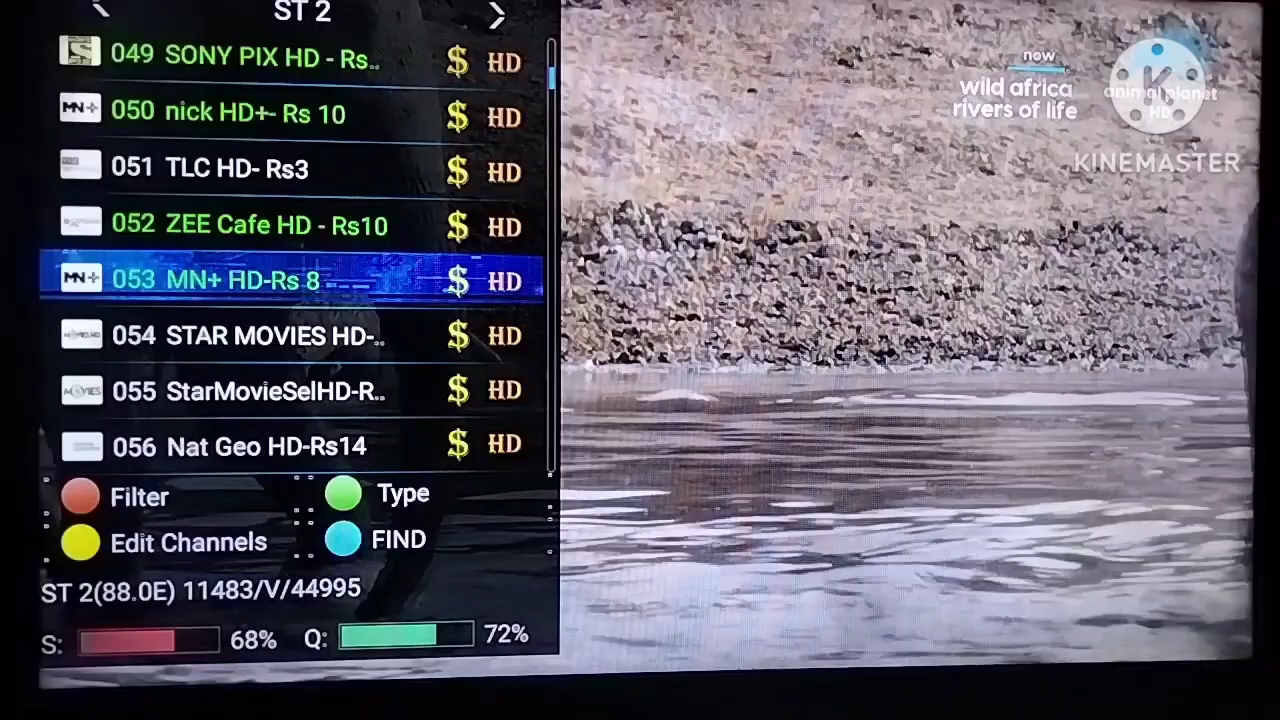 ST 2
049 SONY PIX HD - Rs..
$ HD
MN+ 050 nick HD+- Rs 10
$ HD
051 TLC HD- Rs3
$ HD
052 ZEE Cafe HD - Rs10
$ HD
MN+ 053 MN+ HD-Rs 8
$ HD
054 STAR MOVIES HD-..
$ HD
055 StarMovieSelHD-R..
$ HD
056 Nat Geo HD-Rs14
$ HD
Filter
Type
Edit Channels
FIND
ST 2(88.0E) 11483/V/44995
S: 68% Q: 72%
now
wild africa
rivers of life
animal planet
HD
K
KINEMASTER